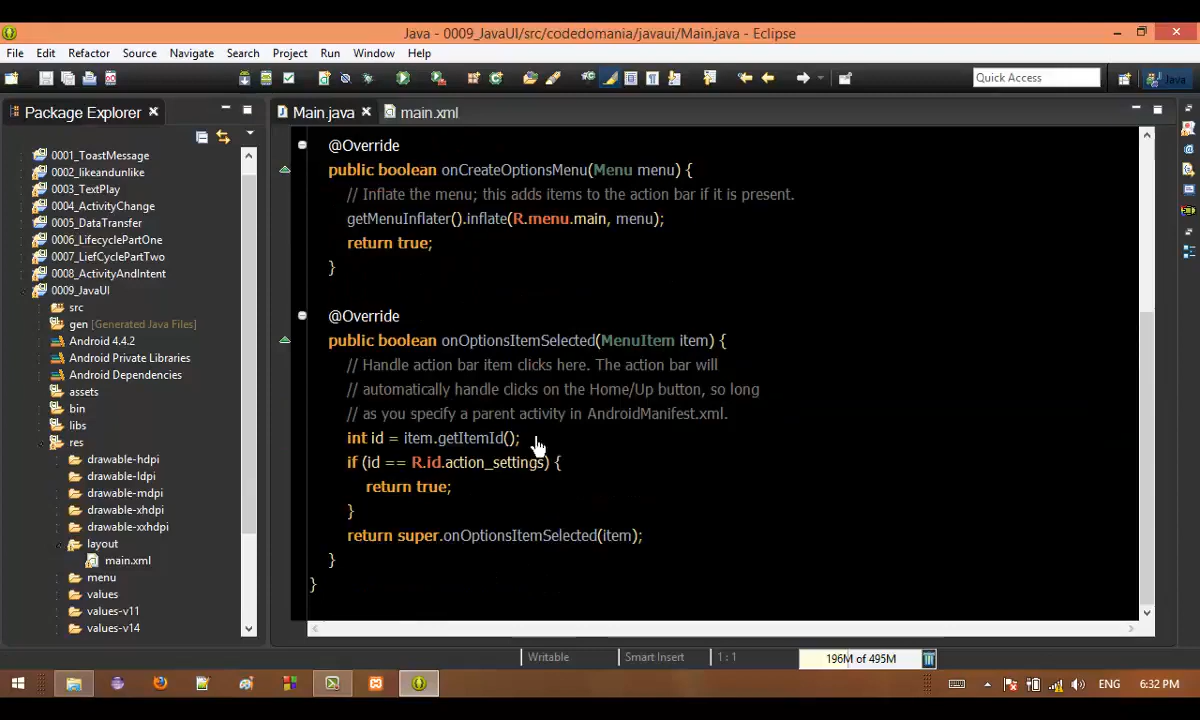 Java - 0009_JavaUI/src/codedomania/javaui/Main.java - Eclipse
File Edit Refactor Source Navigate Search Project Run Window Help
Quick Access
Java
Package Explorer
Main.java
main.xml
0001_ToastMessage
0002_likeandunlike
0003_TextPlay
0004_ActivityChange
0005_DataTransfer
0006_LifecyclePartOne
0007_LiefCyclePartTwo
0008_ActivityAndIntent
0009_JavaUI
src
gen [Generated Java Files]
Android 4.4.2
Android Private Libraries
Android Dependencies
assets
bin
libs
res
drawable-hdpi
drawable-ldpi
drawable-mdpi
drawable-xhdpi
drawable-xxhdpi
layout
main.xml
menu
values
values-v11
values-v14
@Override
public boolean onCreateOptionsMenu(Menu menu) {
// Inflate the menu; this adds items to the action bar if it is present.
getMenuInflater().inflate(R.menu.main, menu);
return true;
}
@Override
public boolean onOptionsItemSelected(MenuItem item) {
// Handle action bar item clicks here. The action bar will
// automatically handle clicks on the Home/Up button, so long
// as you specify a parent activity in AndroidManifest.xml.
int id = item.getItemId();
if (id == R.id.action_settings) {
return true;
}
return super.onOptionsItemSelected(item);
}
}
Writable
Smart Insert
1 : 1
196M of 495M
ENG
6:32 PM